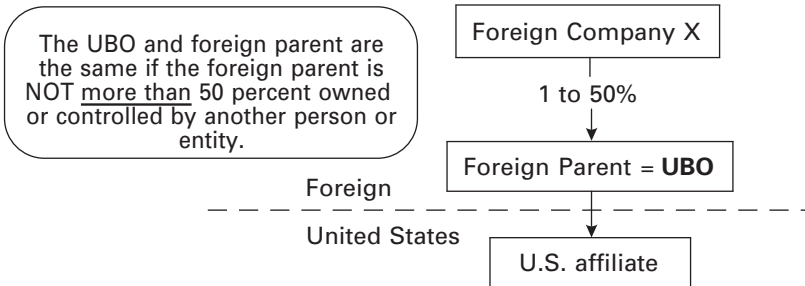 The UBO and foreign parent are
the same if the foreign parent is
NOT more than 50 percent owned
or controlled by another person or
entity.
Foreign Company X
1 to 50%
Foreign Parent = UBO
Foreign
United States
U.S. affiliate